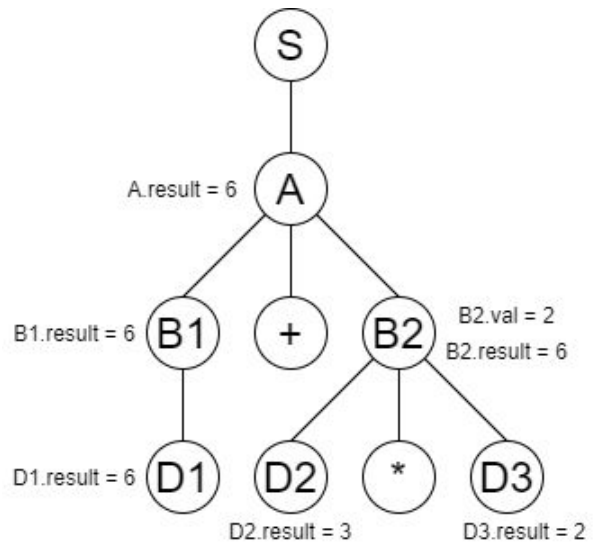 S
A.result = 6
A
B1.result = 6
B1
+
B2
B2.val = 2
B2.result = 6
D1.result = 6
D1
D2
*
D3
D2.result = 3
D3.result = 2